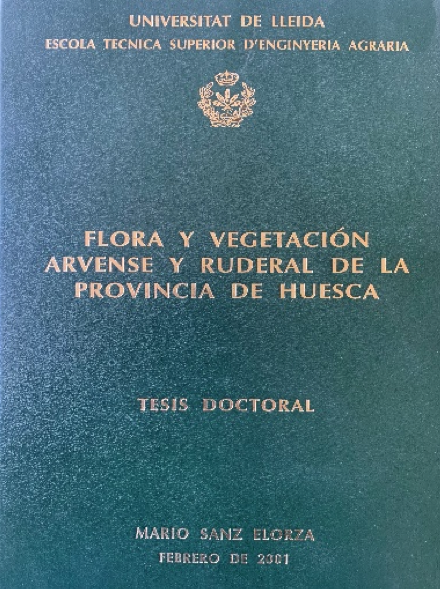 UNIVERSITAT DE LLEIDA
ESCOLA TECNICA SUPERIOR D'ENGINYERIA AGRARIA
FLORA Y VEGETACIÓN
ARVENSE Y RUDERAL DE LA
PROVINCIA DE HUESCA
TESIS DOCTORAL
MARIO SANZ ELORZA
FEBRERO DE 2001